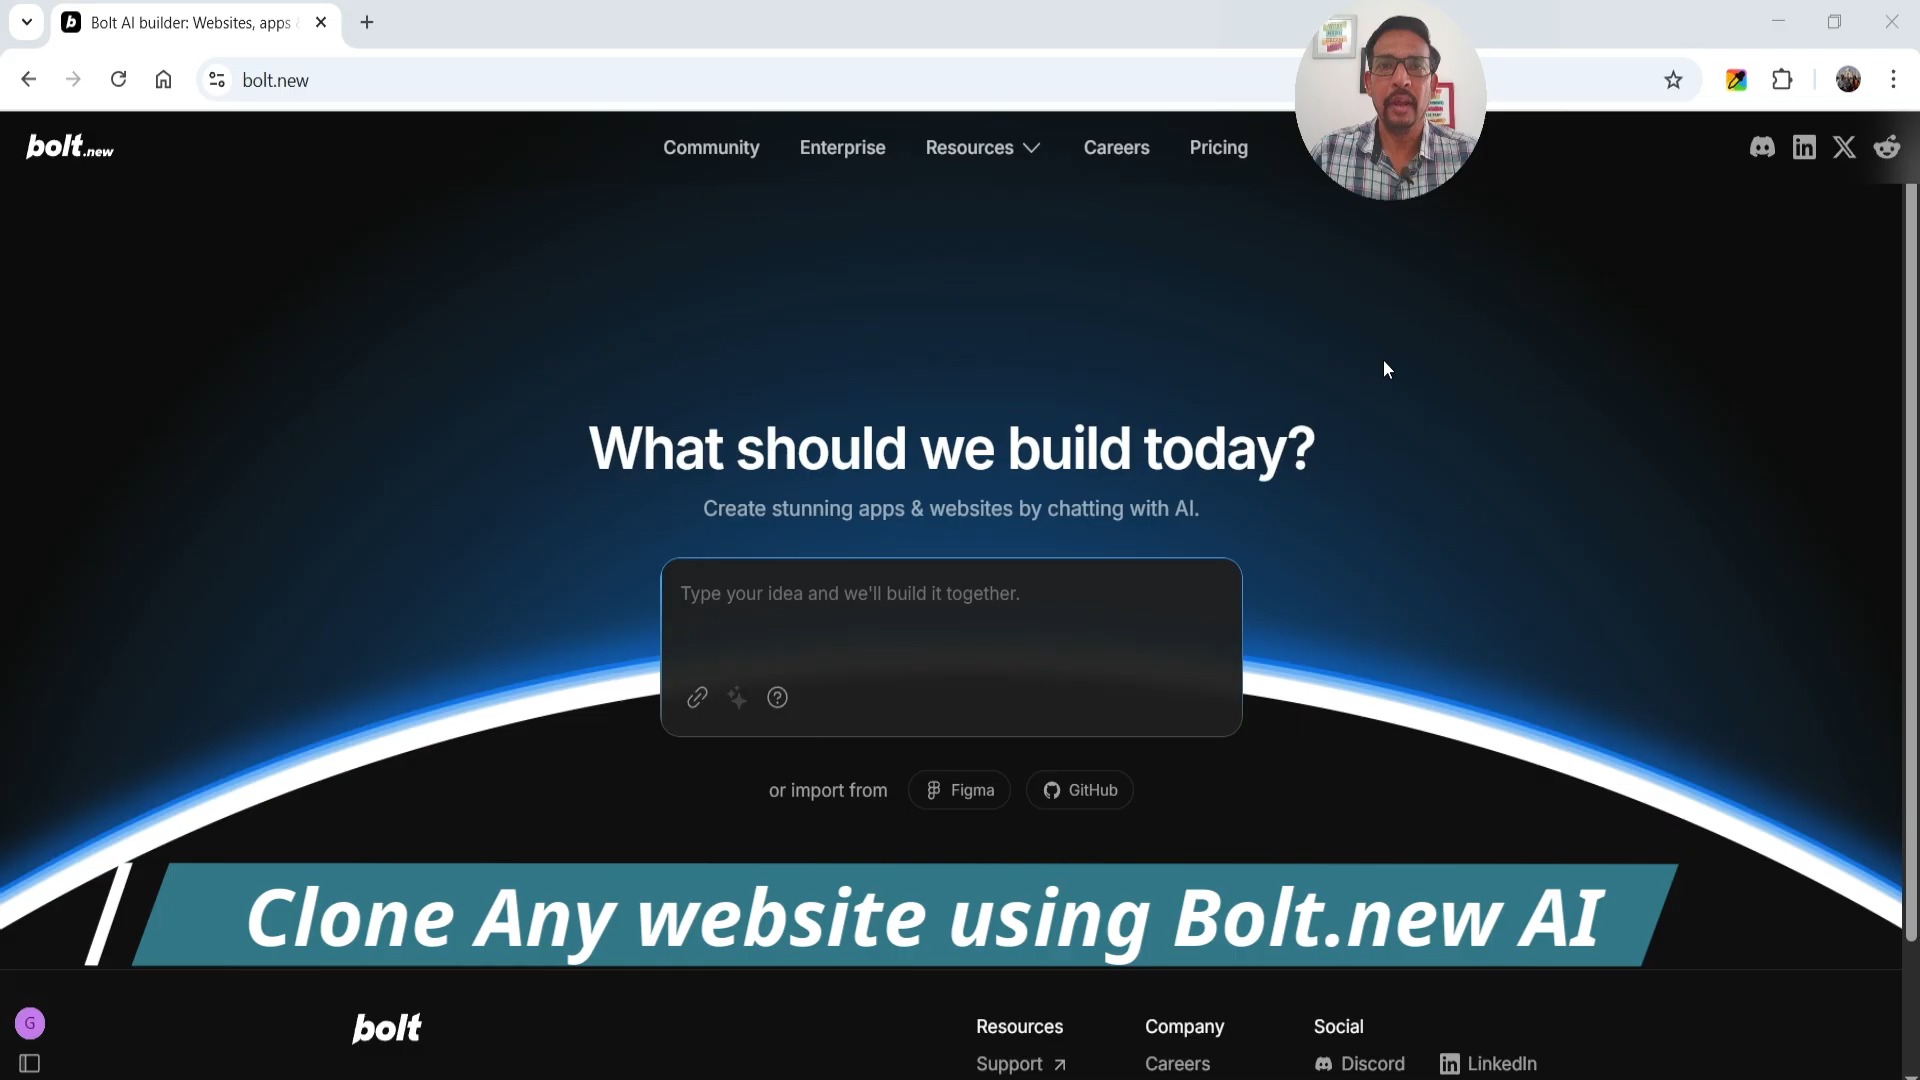 Bolt AI builder: Websites, apps
bolt.new
bolt.new
Community
Enterprise
Resources
Careers
Pricing
What should we build today?
Create stunning apps & websites by chatting with AI.
Type your idea and we'll build it together.
or import from
Figma
GitHub
Clone Any website using Bolt.new AI
G
bolt
Resources
Company
Social
Support
Careers
Discord
LinkedIn